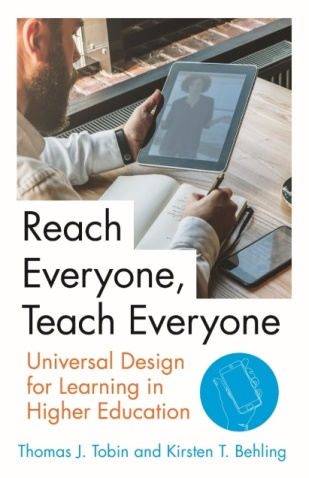 Reach
Everyone,
Teach Everyone
Universal Design
for Learning in
Higher Education
Thomas J. Tobin and Kirsten T. Behling